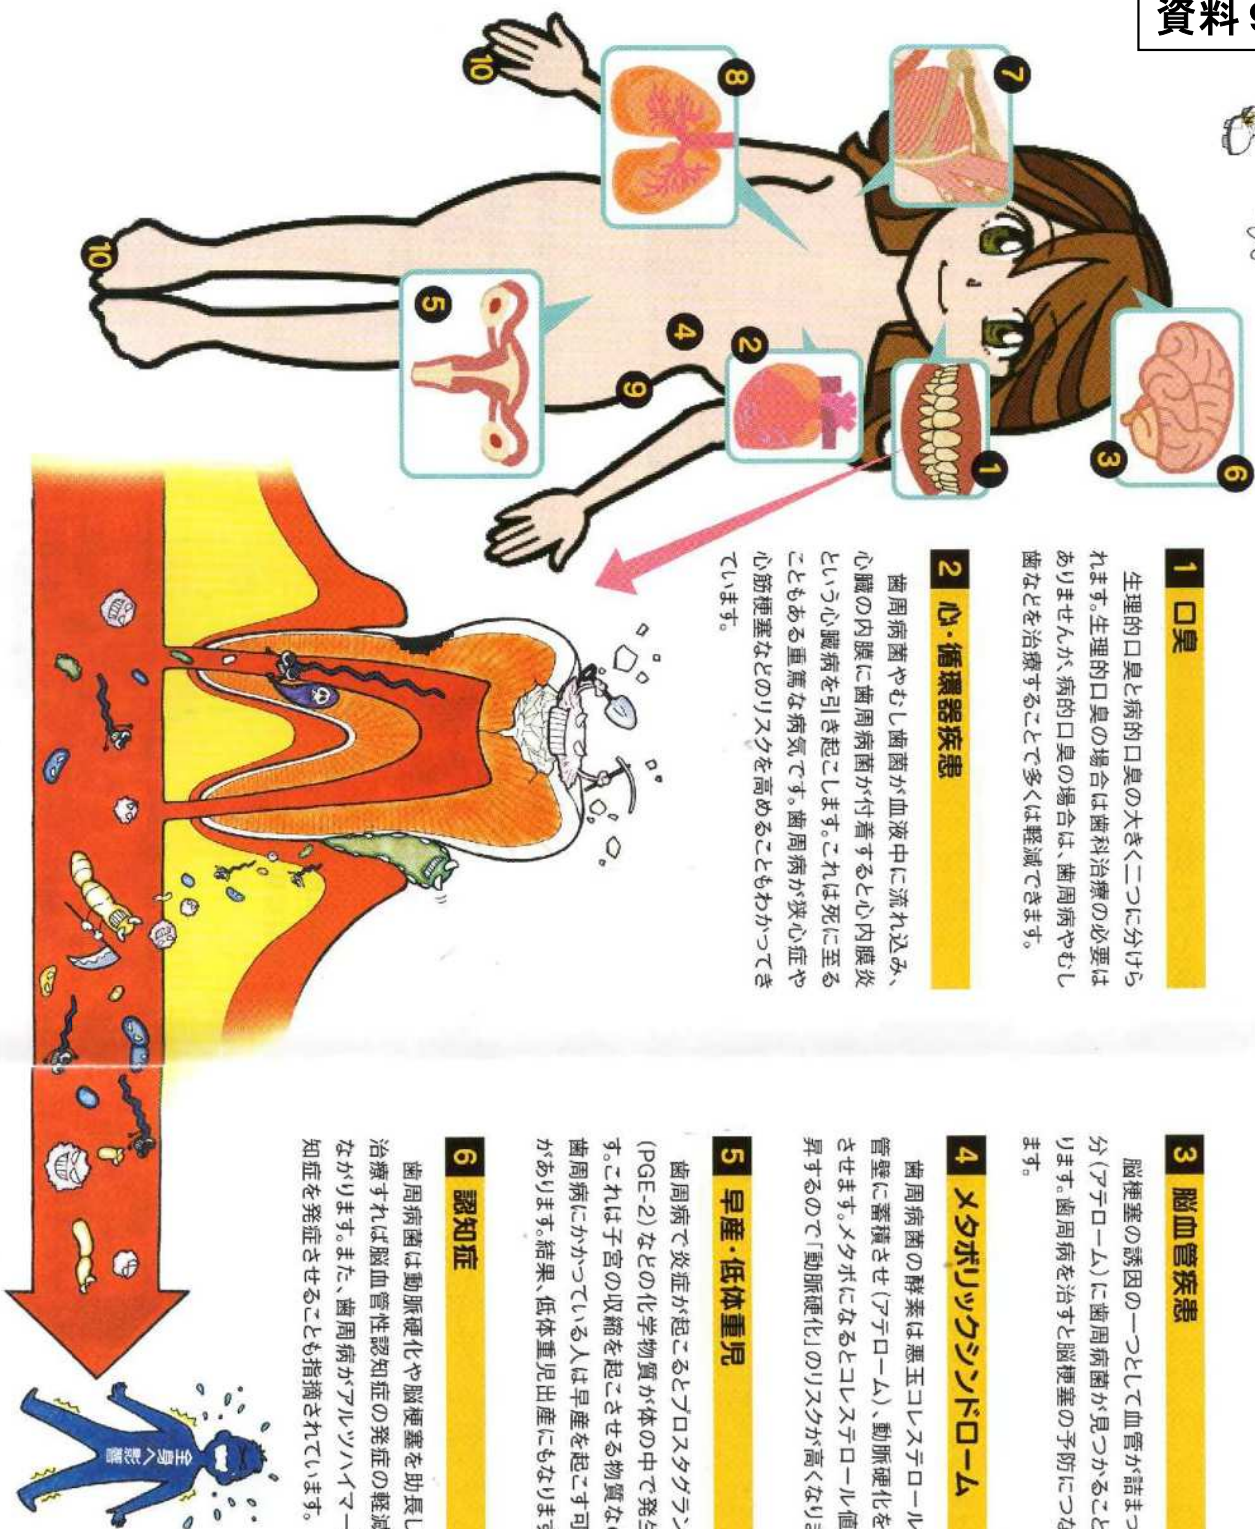 資料9
1 口臭
生理的口臭と病的口臭の大きく二つに分けら
れます。生理的口臭の場合は歯科治療の必要は
ありませんが、病的口臭の場合は、歯周病やむし
歯などを治療することで多くは軽減できます。
2 心・循環器疾患
歯周病菌やむし歯菌が血液中に流れ込み、
心臓の内膜に歯周病菌が付着すると心内膜炎
という心臓病を引き起こします。これは死に至る
こともある重篤な病気です。歯周病が狭心症や
心筋梗塞などのリスクを高めることもわかってき
ています。
3 脳血管疾患
脳梗塞の誘因の一つとして血管が詰まっ
分(アテローム)に歯周病菌が見つかること
ります。歯周病を治すと脳梗塞の予防につな
ます。
4 メタボリックシンドローム
歯周病菌の酵素は悪玉コレステロール
管壁に蓄積させ(アテローム)、動脈硬化を
させます。メタボになるとコレステロール値
昇するので「動脈硬化」のリスクが高くなり
5 早産・低体重児
歯周病で炎症が起こるとプロスタグラン
(PGE-2)などの化学物質が体の中で発生
す。これは子宮の収縮を起こさせる物質なの
歯周病にかかっている人は早産を起こす可
があります。結果、低体重児出産にもなります
6 認知症
歯周病菌は動脈硬化や脳梗塞を助長し
治療すれば脳血管性認知症の発症の軽減
ながります。また、歯周病がアルツハイマー
知症を発症させることも指摘されています。
6
3
7
1
8
2
4
9
5
10
10
全身へ影響